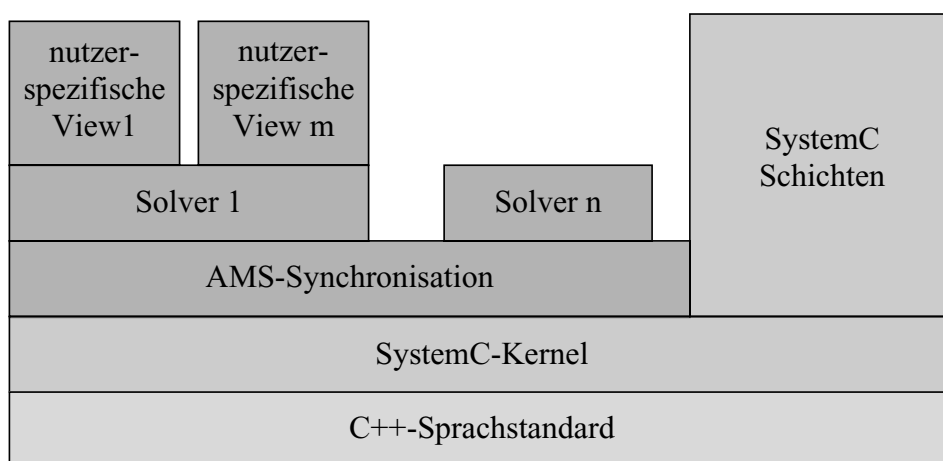 nutzer-
spezifische
View1
nutzer-
spezifische
View m
SystemC
Schichten
Solver 1
Solver n
AMS-Synchronisation
SystemC-Kernel
C++-Sprachstandard